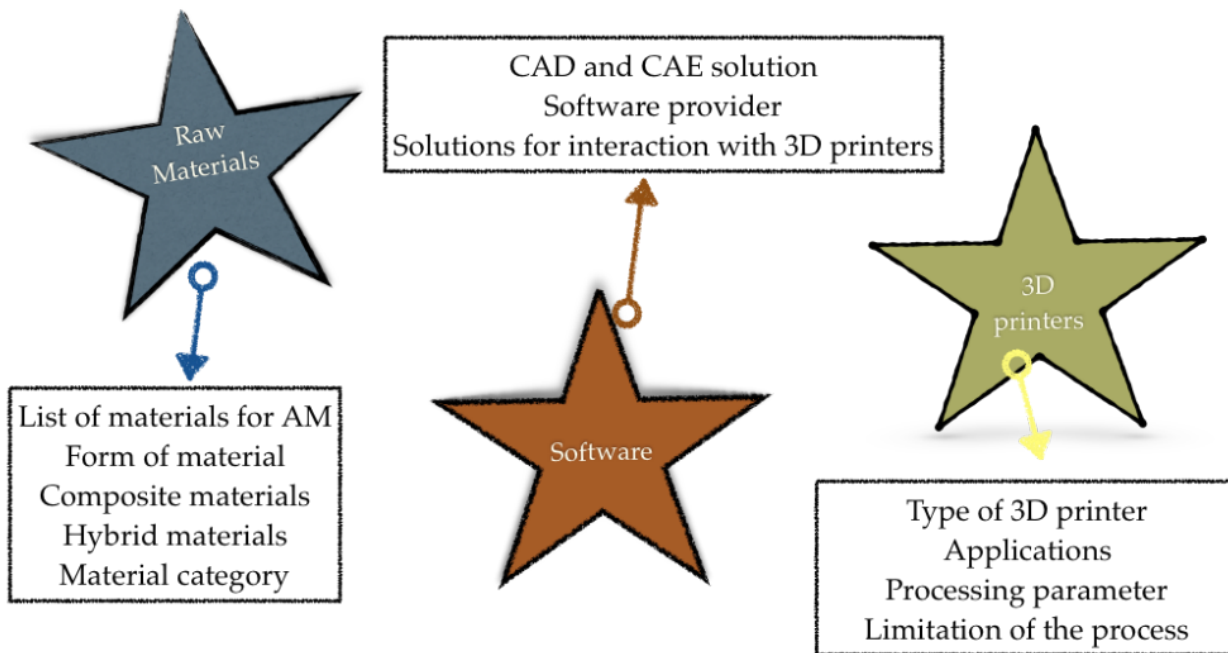 Raw
Materials
List of materials for AM
Form of material
Composite materials
Hybrid materials
Material category
CAD and CAE solution
Software provider
Solutions for interaction with 3D printers
Software
3D
printers
Type of 3D printer
Applications
Processing parameter
Limitation of the process